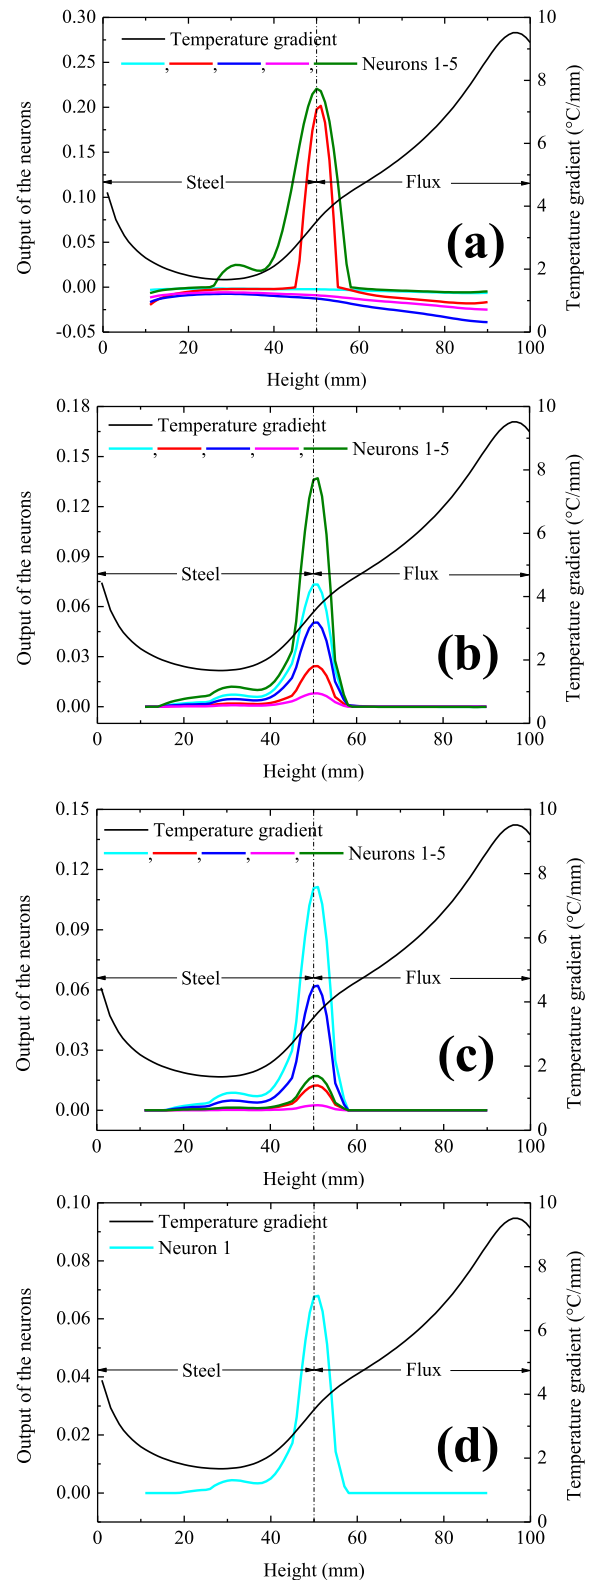 0.30
0.25
0.20
0.15
0.10
0.05
0.00
-0.05
Output of the neurons
Temperature gradient
, , , , Neurons 1-5
Steel
Flux
(a)
10
8
6
4
2
0
Temperature gradient (°C/mm)
0 20 40 60 80 100
Height (mm)
0.18
0.15
0.12
0.09
0.06
0.03
0.00
Output of the neurons
Temperature gradient
, , , , Neurons 1-5
Steel
Flux
(b)
10
8
6
4
2
0
Temperature gradient (°C/mm)
0 20 40 60 80 100
Height (mm)
0.15
0.12
0.09
0.06
0.03
0.00
Output of the neurons
Temperature gradient
, , , , Neurons 1-5
Steel
Flux
(c)
10
8
6
4
2
0
Temperature gradient (°C/mm)
0 20 40 60 80 100
Height (mm)
0.10
0.08
0.06
0.04
0.02
0.00
Output of the neurons
Temperature gradient
Neuron 1
Steel
Flux
(d)
10
8
6
4
2
0
Temperature gradient (°C/mm)
0 20 40 60 80 100
Height (mm)